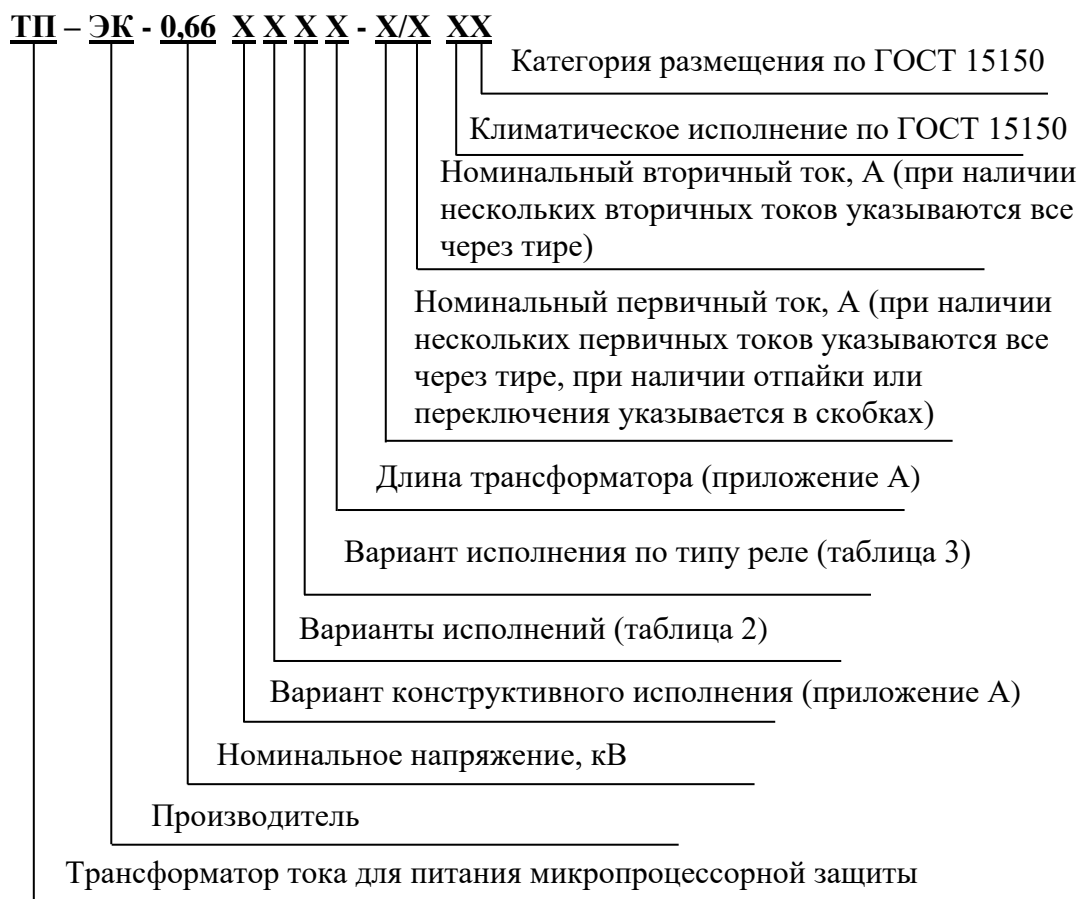 ТП – ЭК - 0,66 Х Х Х Х - Х/Х ХХ
Категория размещения по ГОСТ 15150
Климатическое исполнение по ГОСТ 15150
Номинальный вторичный ток, А (при наличии
нескольких вторичных токов указываются все
через тире)
Номинальный первичный ток, А (при наличии
нескольких первичных токов указываются все
через тире, при наличии отпайки или
переключения указывается в скобках)
Длина трансформатора (приложение А)
Вариант исполнения по типу реле (таблица 3)
Варианты исполнений (таблица 2)
Вариант конструктивного исполнения (приложение А)
Номинальное напряжение, кВ
Производитель
Трансформатор тока для питания микропроцессорной защиты